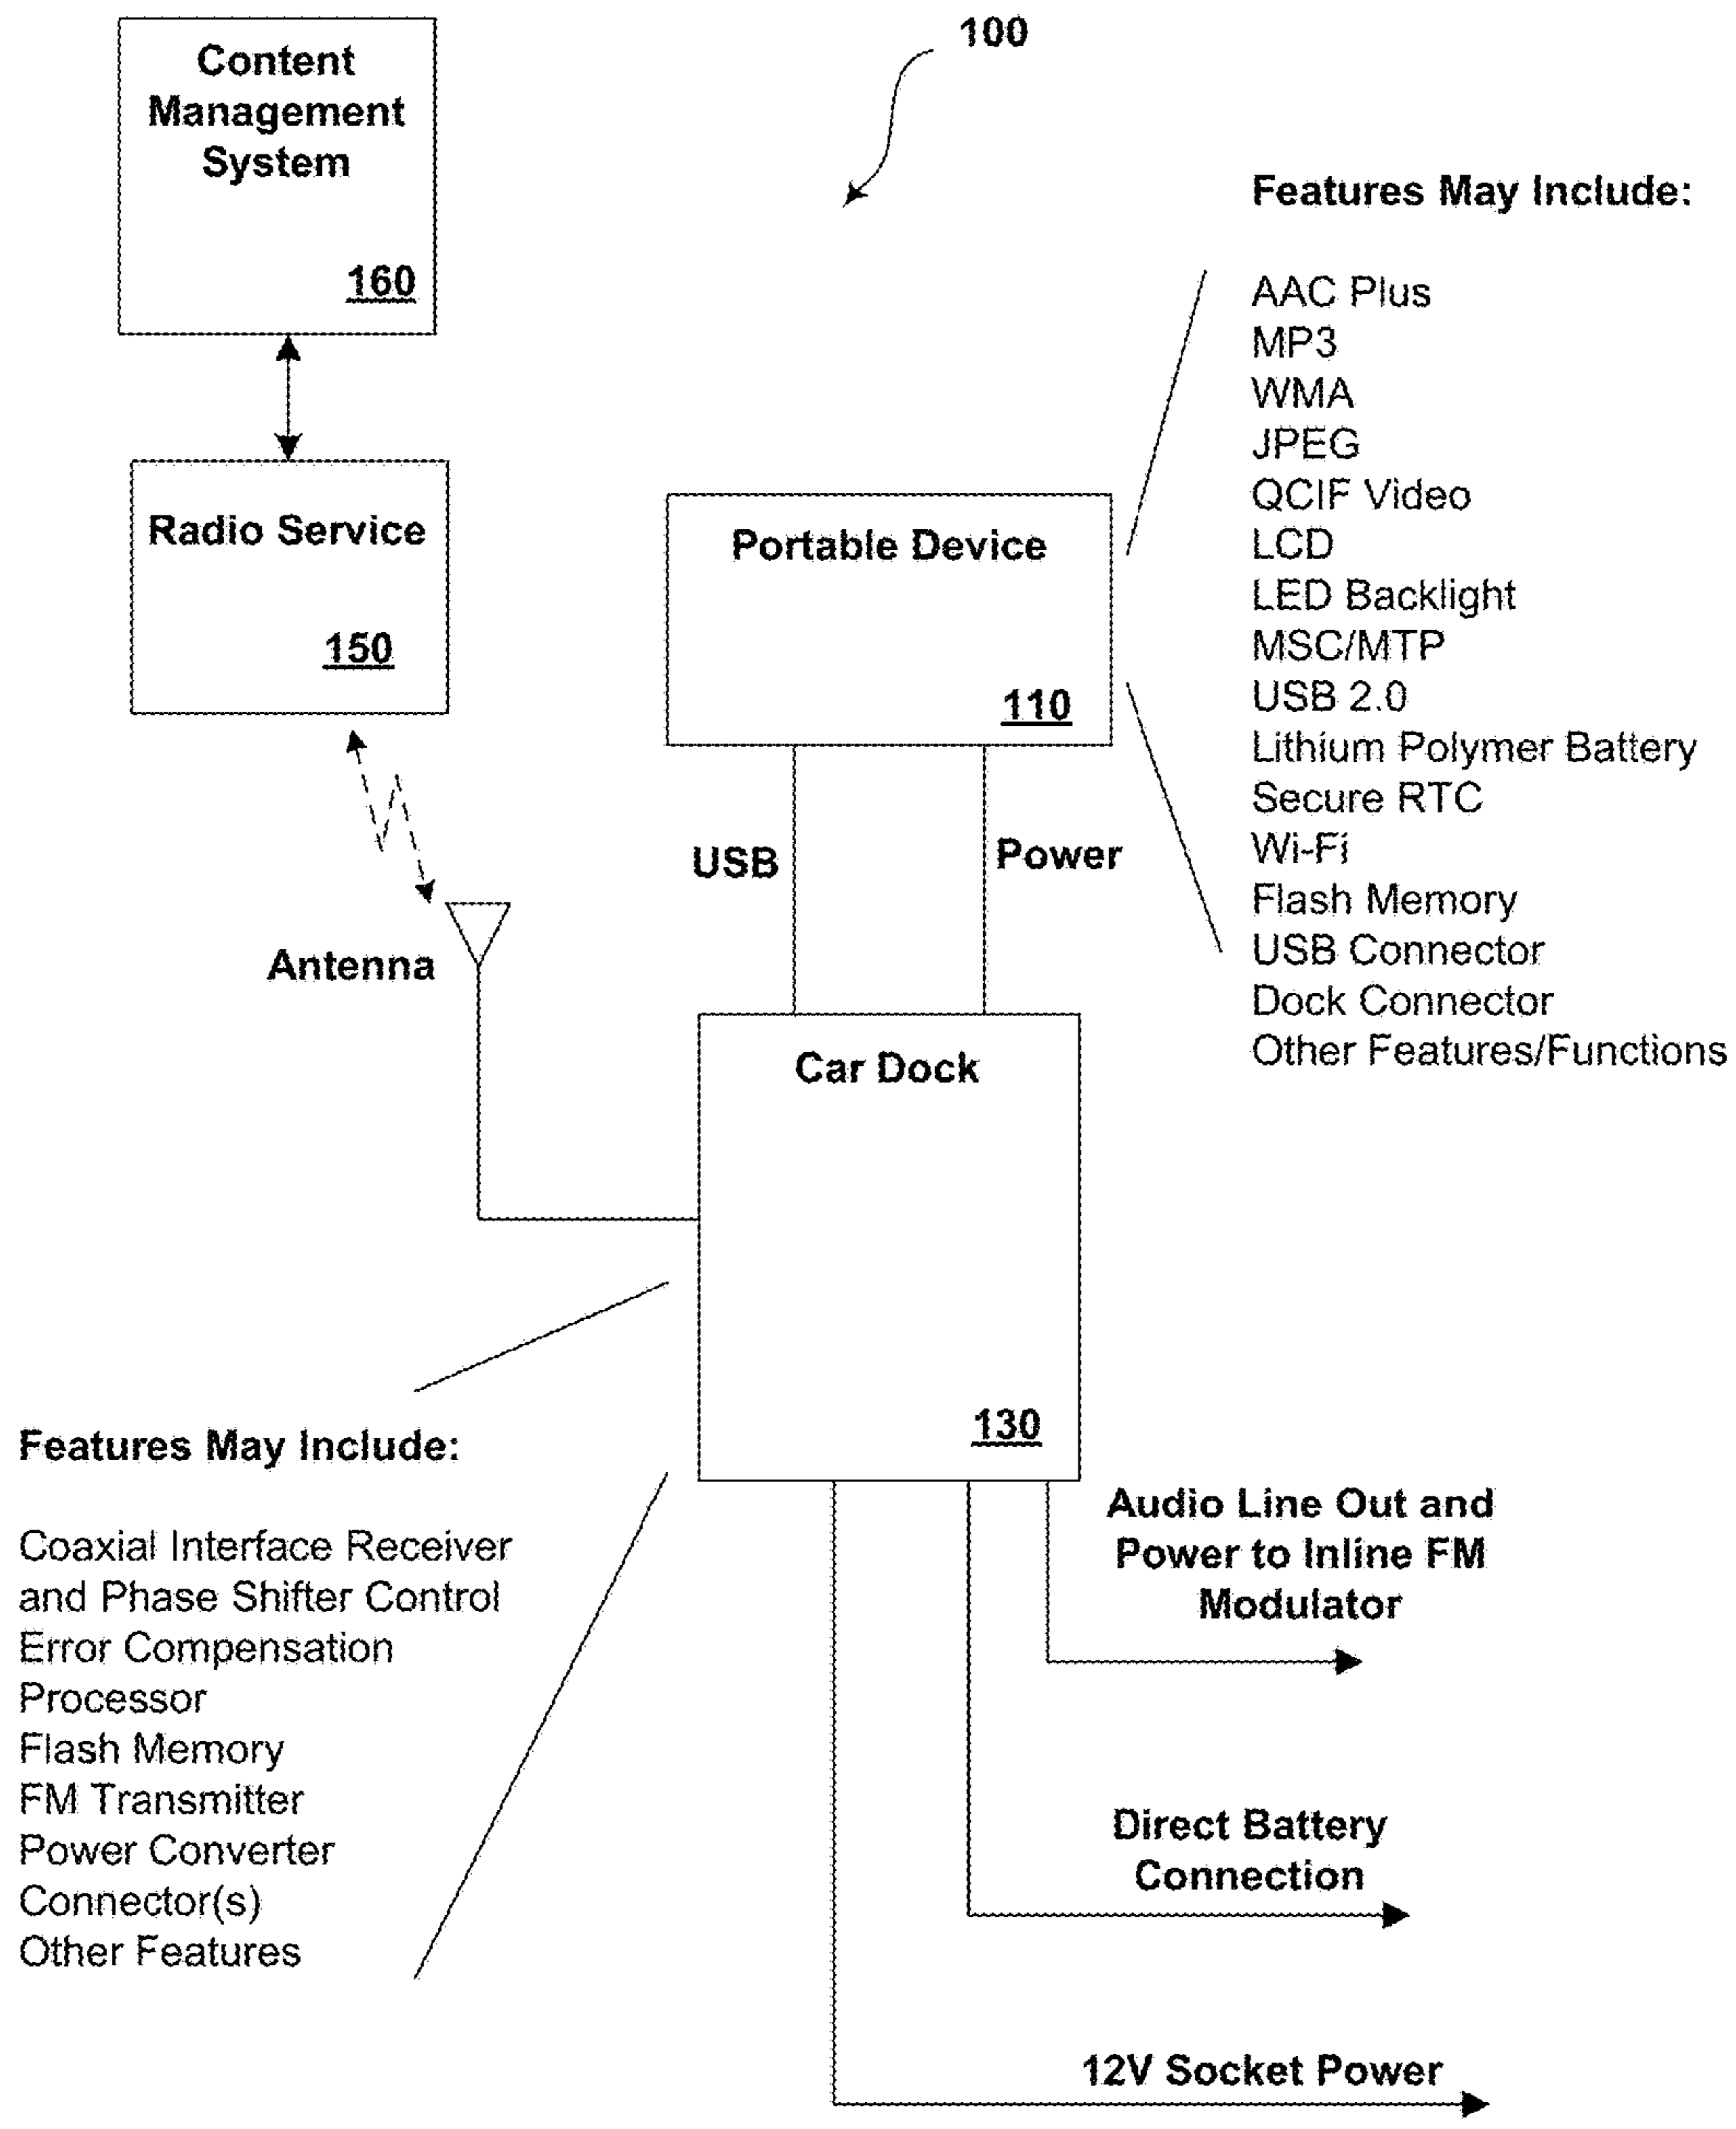 100
Content
Management
System
160
Features May Include:
AAC Plus
MP3
WMA
JPEG
QCIF Video
LCD
LED Backlight
MSC/MTP
USB 2.0
Lithium Polymer Battery
Secure RTC
Wi-Fi
Flash Memory
USB Connector
Dock Connector
Other Features/Functions
Radio Service
150
Portable Device
110
USB
Power
Antenna
Car Dock
130
Features May Include:
Coaxial Interface Receiver
and Phase Shifter Control
Error Compensation
Processor
Flash Memory
FM Transmitter
Power Converter
Connector(s)
Other Features
Audio Line Out and
Power to Inline FM
Modulator
Direct Battery
Connection
12V Socket Power